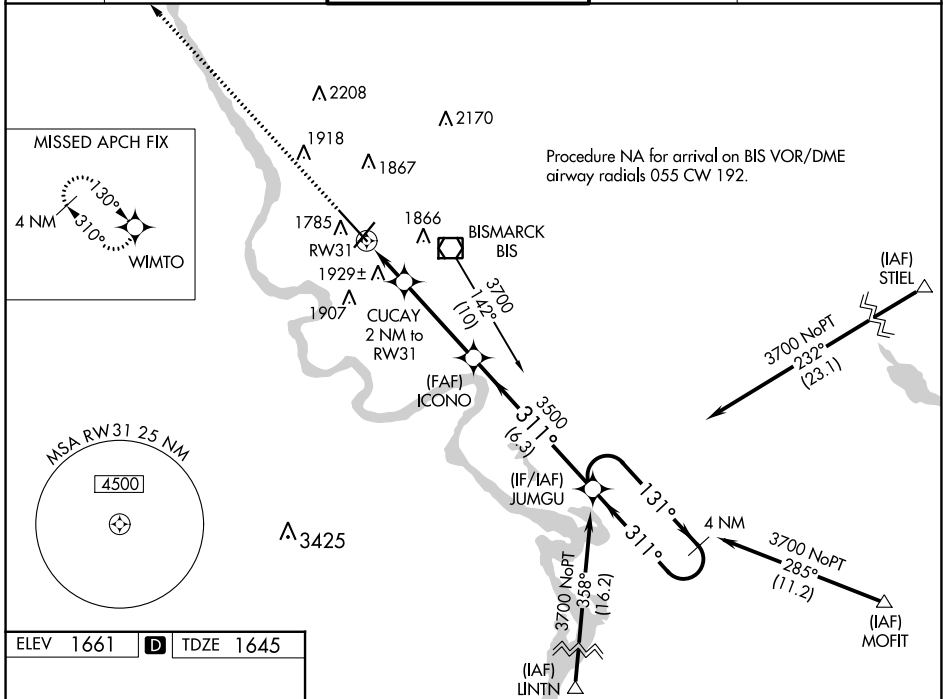 2208
2170
1918
1867
MISSED APCH FIX
130°
4 NM
310°
WIMTO
Procedure NA for arrival on BIS VOR/DME
airway radials 055 CW 192.
1785
1866
RW31
BISMARCK
BIS
1929±
1907
CUCAY
2 NM to
RW31
3700
142°
(10)
(IAF)
STIEL
3700 NoPT
232°
(23.1)
(FAF)
ICONO
3500
311°
(6.3)
MSA RW31 25 NM
4500
(IF/IAF)
JUMGU
131°
311°
4 NM
3425
3700 NoPT
285°
(11.2)
3700 NoPT
358°
(16.2)
(IAF)
MOFIT
(IAF)
LINTN
ELEV 1661 D TDZE 1645